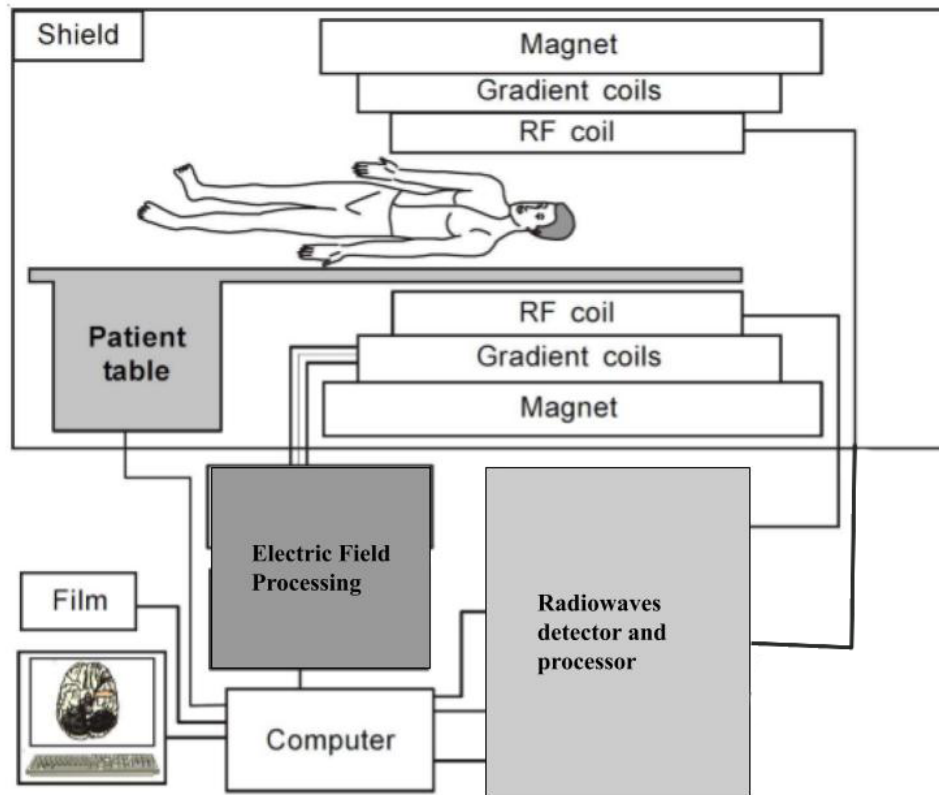 Shield
Magnet
Gradient coils
RF coil
RF coil
Gradient coils
Magnet
Patient
table
Electric Field
Processing
Radiowaves
detector and
processor
Film
Computer